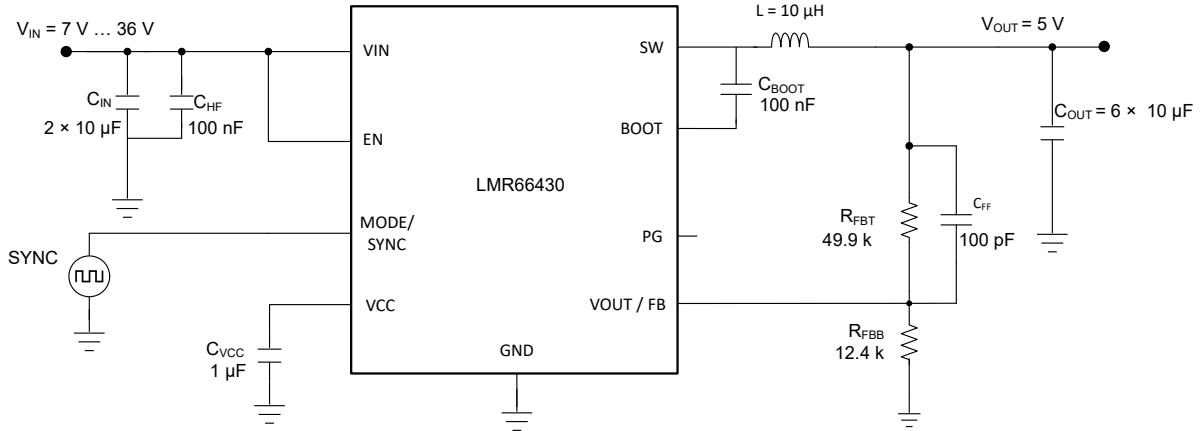 V_IN = 7 V … 36 V
C_IN
2 × 10 µF
C_HF
100 nF
SYNC
C_VCC
1 µF
VIN
EN
MODE/
SYNC
VCC
LMR66430
GND
SW
BOOT
PG
VOUT / FB
L = 10 µH
C_BOOT
100 nF
V_OUT = 5 V
C_OUT = 6 × 10 µF
R_FBT
49.9 k
C_FF
100 pF
R_FBB
12.4 k